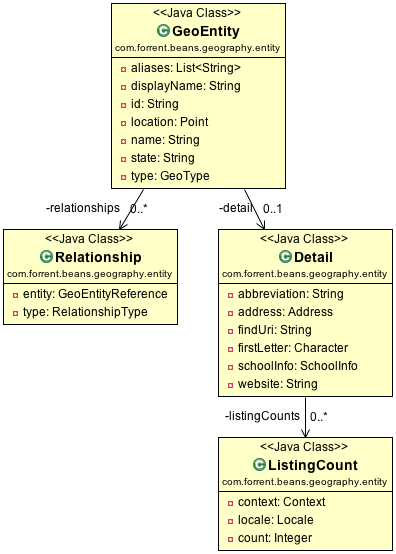 <<Java Class>>
C GeoEntity
com.forrent.beans.geography.entity
aliases: List<String>
displayName: String
id: String
location: Point
name: String
state: String
type: GeoType
-relationships 0..*
-detail 0..1
<<Java Class>>
C Relationship
com.forrent.beans.geography.entity
entity: GeoEntityReference
type: RelationshipType
<<Java Class>>
C Detail
com.forrent.beans.geography.entity
abbreviation: String
address: Address
findUri: String
firstLetter: Character
schoolInfo: SchoolInfo
website: String
-listingCounts 0..*
<<Java Class>>
C ListingCount
com.forrent.beans.geography.entity
context: Context
locale: Locale
count: Integer